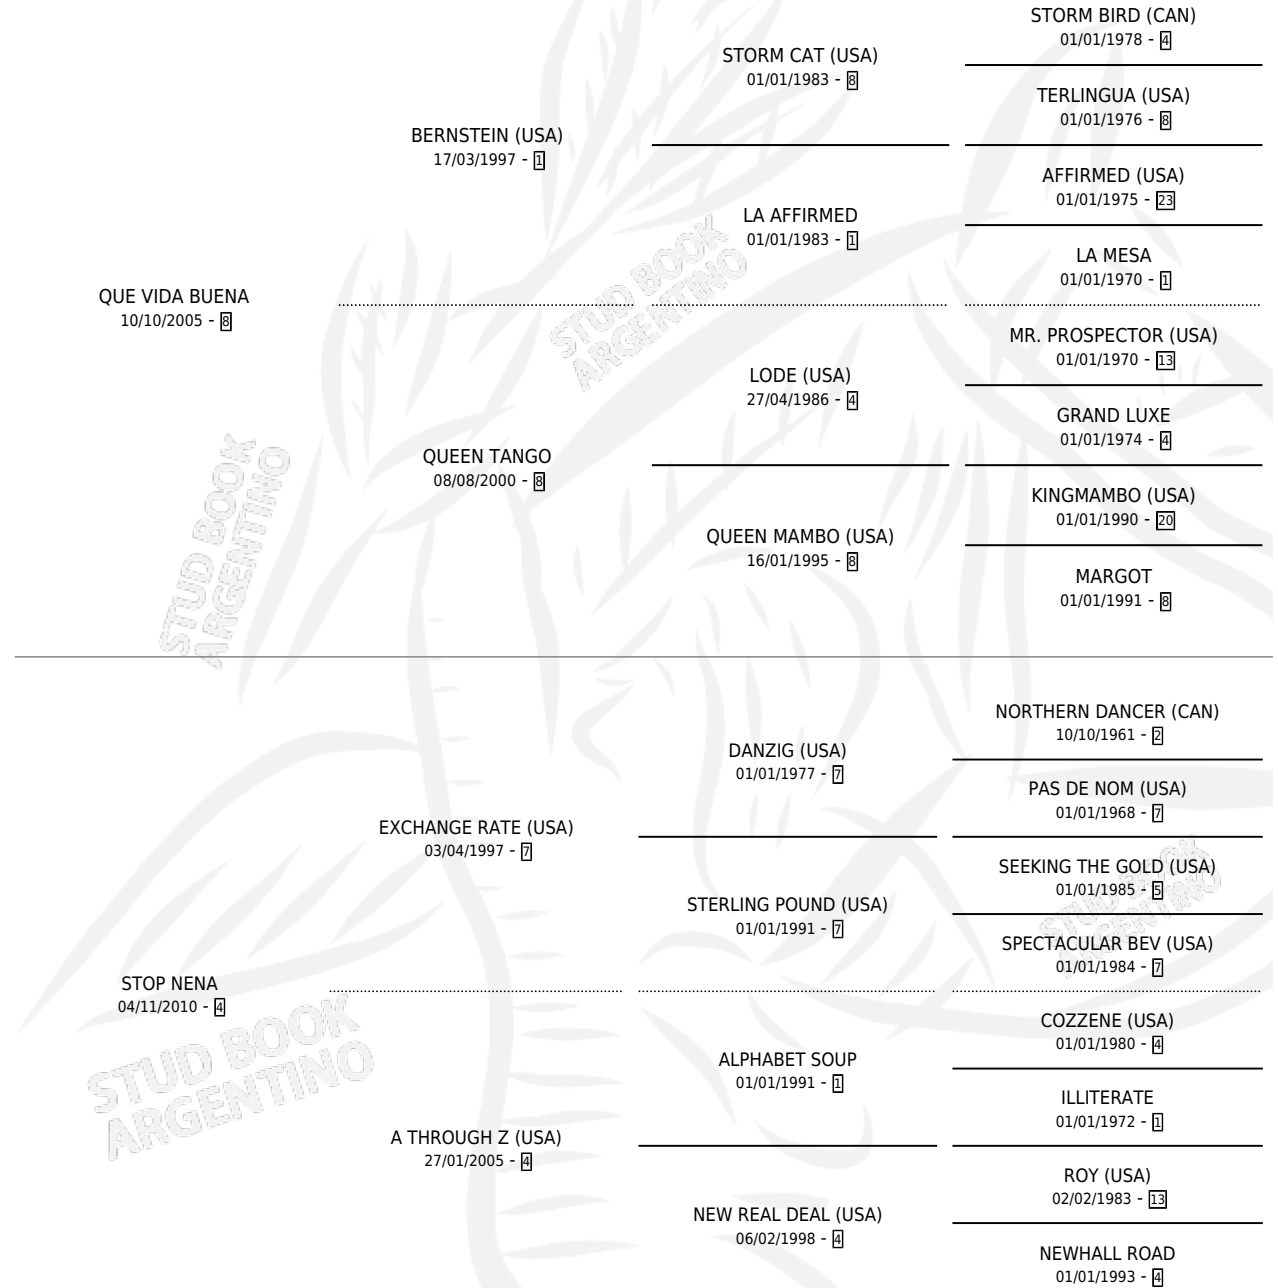 STORM BIRD (CAN)
01/01/1978 - 4
STORM CAT (USA)
01/01/1983 - 8
TERLINGUA (USA)
01/01/1976 - 8
BERNSTEIN (USA)
17/03/1997 - 1
AFFIRMED (USA)
01/01/1975 - 23
LA AFFIRMED
01/01/1983 - 1
LA MESA
01/01/1970 - 1
QUE VIDA BUENA
10/10/2005 - 8
MR. PROSPECTOR (USA)
01/01/1970 - 13
LODE (USA)
27/04/1986 - 4
GRAND LUXE
01/01/1974 - 4
QUEEN TANGO
08/08/2000 - 8
KINGMAMBO (USA)
01/01/1990 - 20
QUEEN MAMBO (USA)
16/01/1995 - 8
MARGOT
01/01/1991 - 8
NORTHERN DANCER (CAN)
10/10/1961 - 2
DANZIG (USA)
01/01/1977 - 7
PAS DE NOM (USA)
01/01/1968 - 7
EXCHANGE RATE (USA)
03/04/1997 - 7
SEEKING THE GOLD (USA)
01/01/1985 - 5
STERLING POUND (USA)
01/01/1991 - 7
SPECTACULAR BEV (USA)
01/01/1984 - 7
STOP NENA
04/11/2010 - 4
COZZENE (USA)
01/01/1980 - 4
ALPHABET SOUP
01/01/1991 - 1
ILLITERATE
01/01/1972 - 1
A THROUGH Z (USA)
27/01/2005 - 4
ROY (USA)
02/02/1983 - 13
NEW REAL DEAL (USA)
06/02/1998 - 4
NEWHALL ROAD
01/01/1993 - 4
STUD BOOK
ARGENTINO
STUD BOOK
ARGENTINO
STUD BOOK
ARGENTINO
STUD BOOK
ARGENTINO